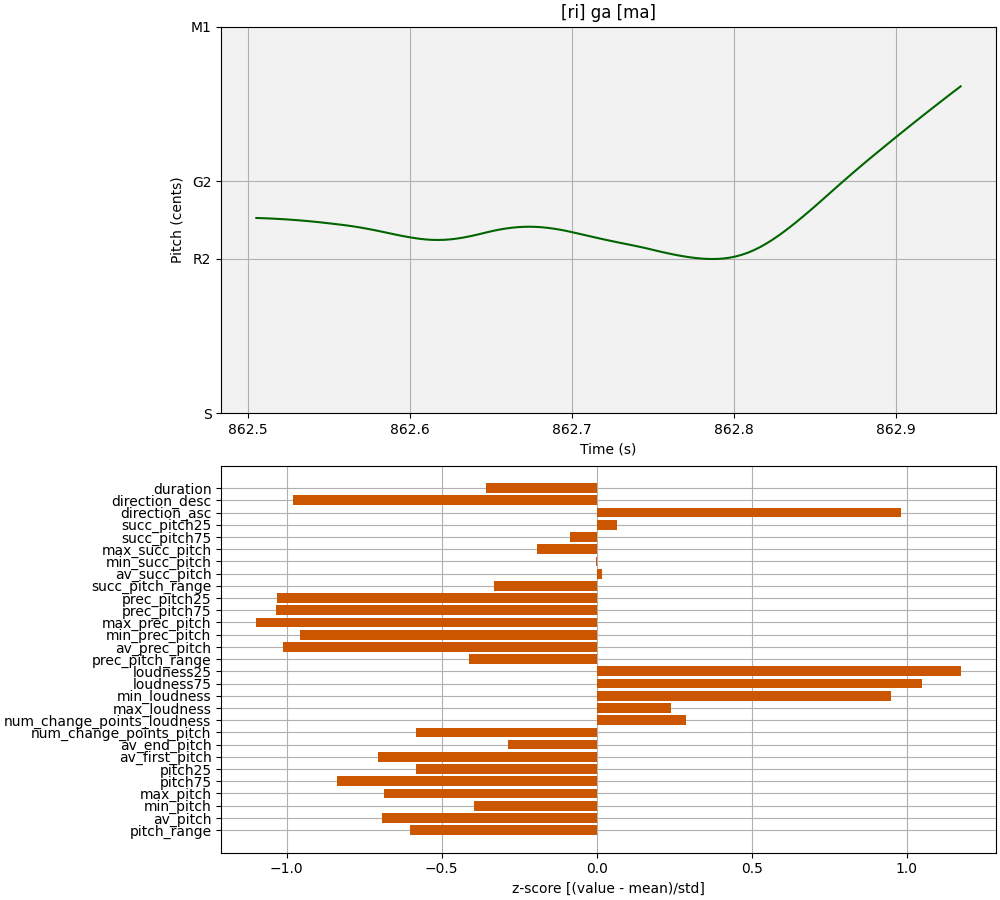 [ri] ga [ma]
M1
G2
R2
S
Pitch (cents)
862.5 862.6 862.7 862.8 862.9
Time (s)
duration
direction_desc
direction_asc
succ_pitch25
succ_pitch75
max_succ_pitch
min_succ_pitch
av_succ_pitch
succ_pitch_range
prec_pitch25
prec_pitch75
max_prec_pitch
min_prec_pitch
av_prec_pitch
prec_pitch_range
loudness25
loudness75
min_loudness
max_loudness
num_change_points_loudness
num_change_points_pitch
av_end_pitch
av_first_pitch
pitch25
pitch75
max_pitch
min_pitch
av_pitch
pitch_range
−1.0 −0.5 0.0 0.5 1.0
z-score [(value - mean)/std]